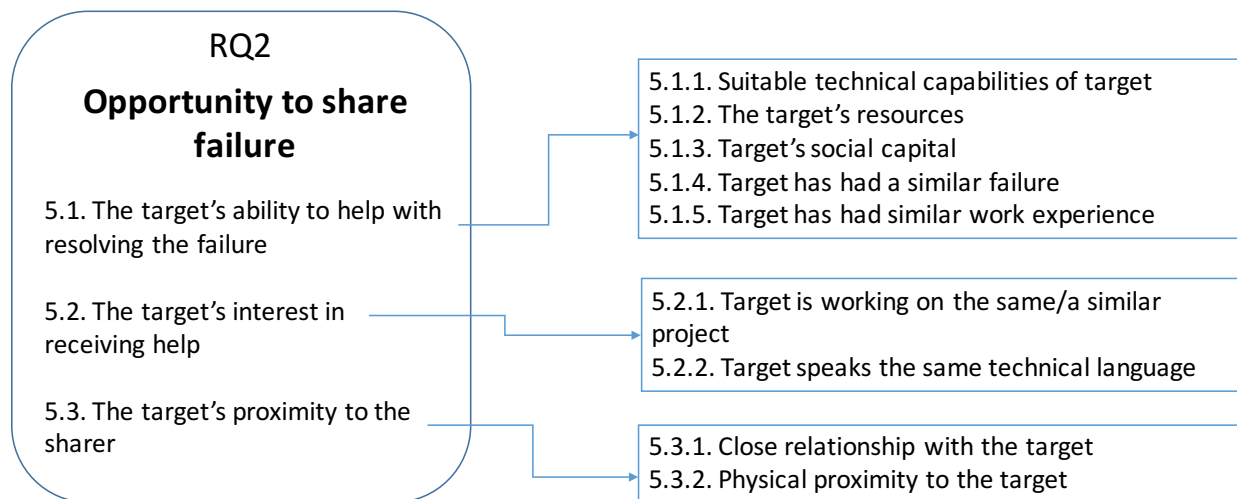 RQ2
Opportunity to share
failure
5.1. The target's ability to help with
resolving the failure
5.2. The target's interest in
receiving help
5.3. The target's proximity to the
sharer
5.1.1. Suitable technical capabilities of target
5.1.2. The target's resources
5.1.3. Target's social capital
5.1.4. Target has had a similar failure
5.1.5. Target has had similar work experience
5.2.1. Target is working on the same/a similar
project
5.2.2. Target speaks the same technical language
5.3.1. Close relationship with the target
5.3.2. Physical proximity to the target